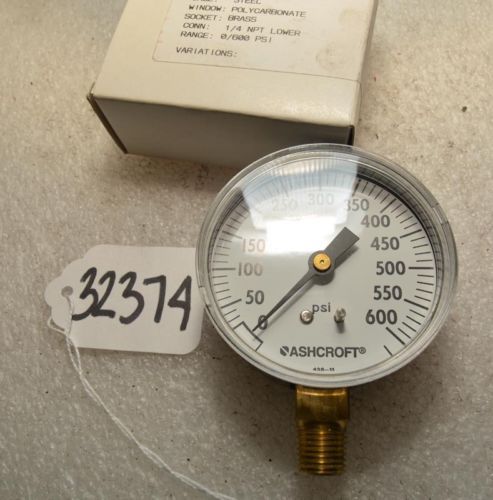 STEEL
WINDOW: POLYCARBONATE
SOCKET: BRASS
CONN: 1/4 NPT LOWER
RANGE: 0/600 PSI
VARIATIONS:
32374
0
50
100
150
250
300
350
400
450
500
550
600
psi
ASHCROFT®